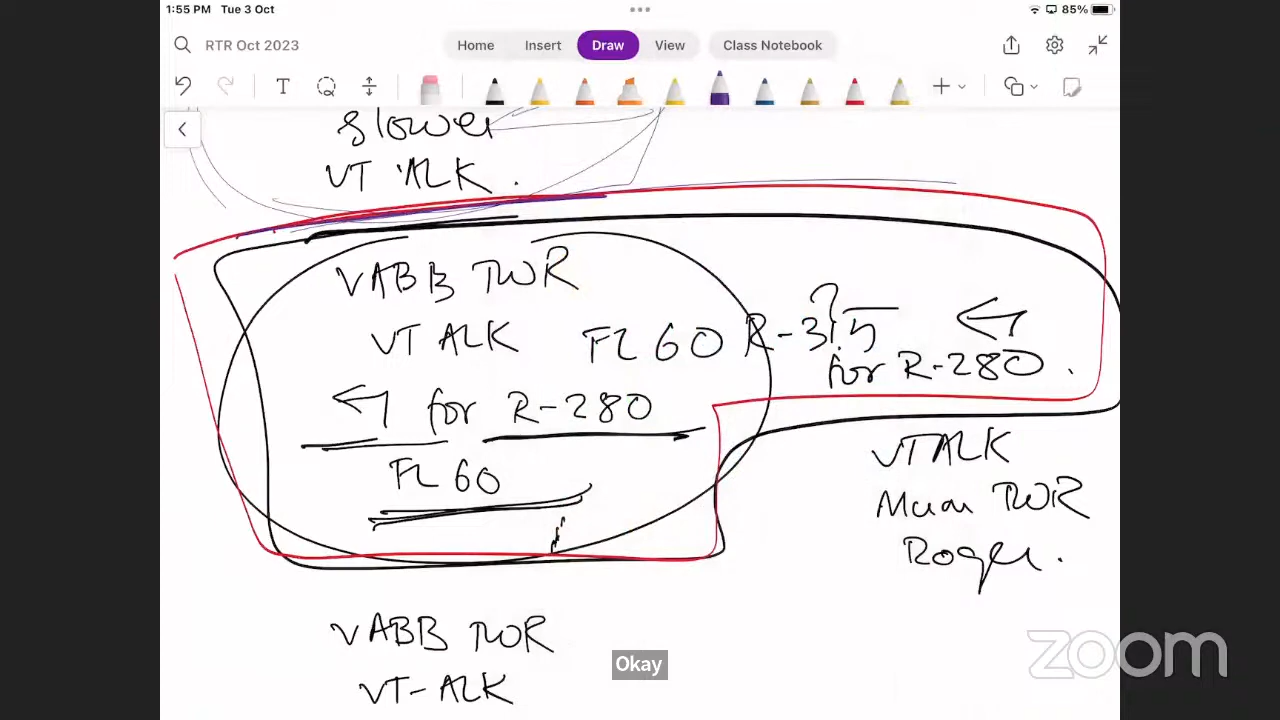 1:55 PM Tue 3 Oct
85%
RTR Oct 2023
Home Insert Draw View Class Notebook
slower
VT ALK.
VABB TWR
VT ALK
FL 60 R-315
for R-280.
for R-280
FL 60
VT ALK
Mum TWR
Roger.
VABB TWR
VT-ALK
Okay
zoom